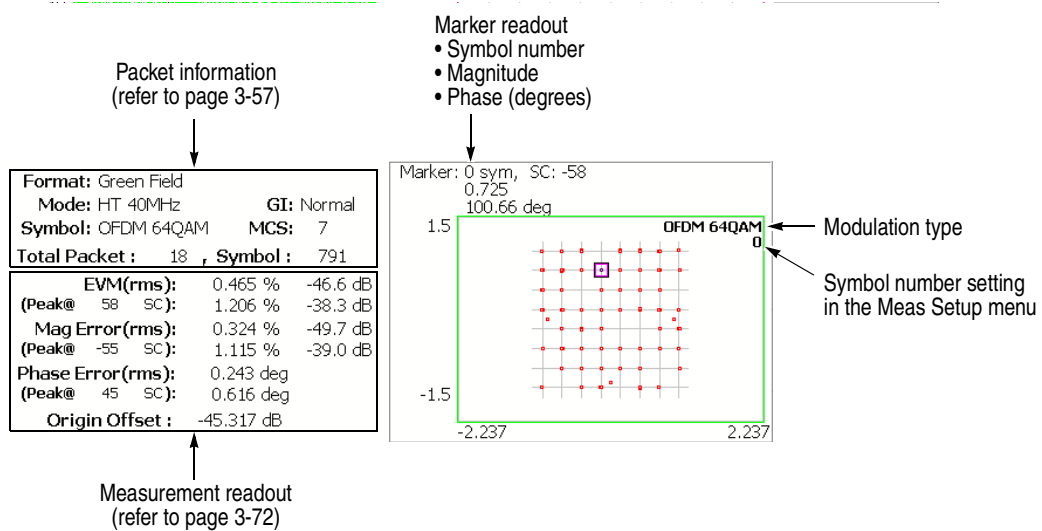 Marker readout
• Symbol number
• Magnitude
• Phase (degrees)
Packet information
(refer to page 3-57)
Format: Green Field
Mode: HT 40MHz GI: Normal
Symbol: OFDM 64QAM MCS: 7
Total Packet : 18 , Symbol : 791
EVM(rms): 0.465 % -46.6 dB
(Peak@ 58 SC): 1.206 % -38.3 dB
Mag Error(rms): 0.324 % -49.7 dB
(Peak@ -55 SC): 1.115 % -39.0 dB
Phase Error(rms): 0.243 deg
(Peak@ 45 SC): 0.616 deg
Origin Offset : -45.317 dB
Measurement readout
(refer to page 3-72)
Marker: 0 sym, SC: -58
0.725
100.66 deg
1.5
OFDM 64QAM
0
-1.5
-2.237 2.237
Modulation type
Symbol number setting
in the Meas Setup menu